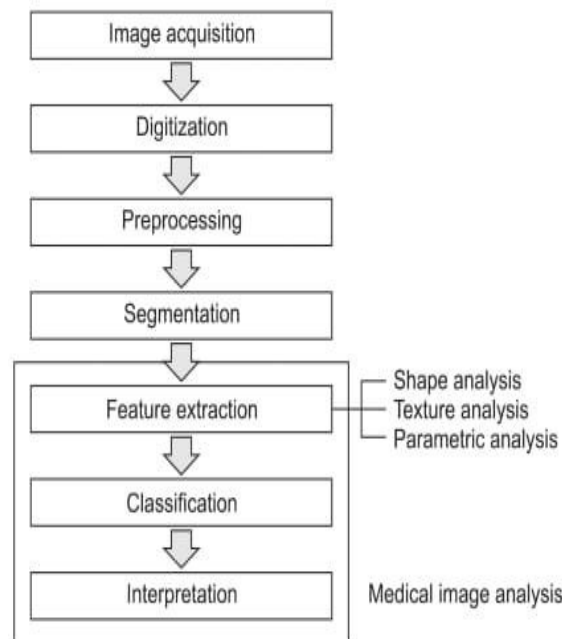 Image acquisition
Digitization
Preprocessing
Segmentation
Feature extraction
Shape analysis
Texture analysis
Parametric analysis
Classification
Interpretation
Medical image analysis